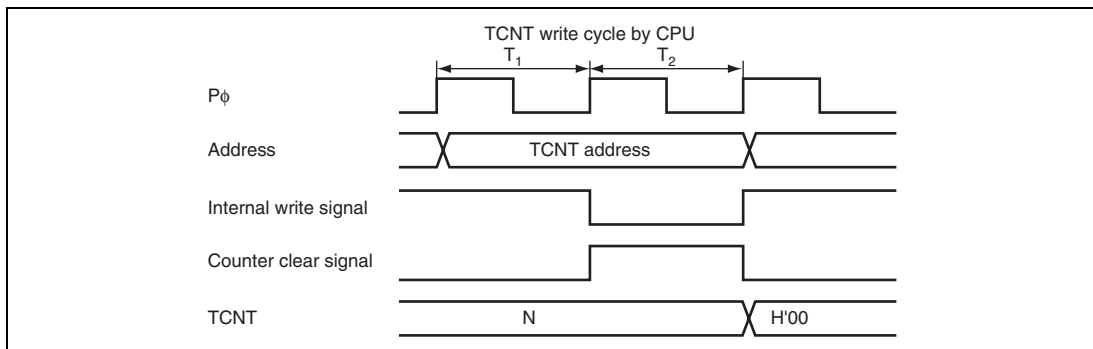 TCNT write cycle by CPU
T1 T2
Pϕ
Address TCNT address
Internal write signal
Counter clear signal
TCNT N H'00